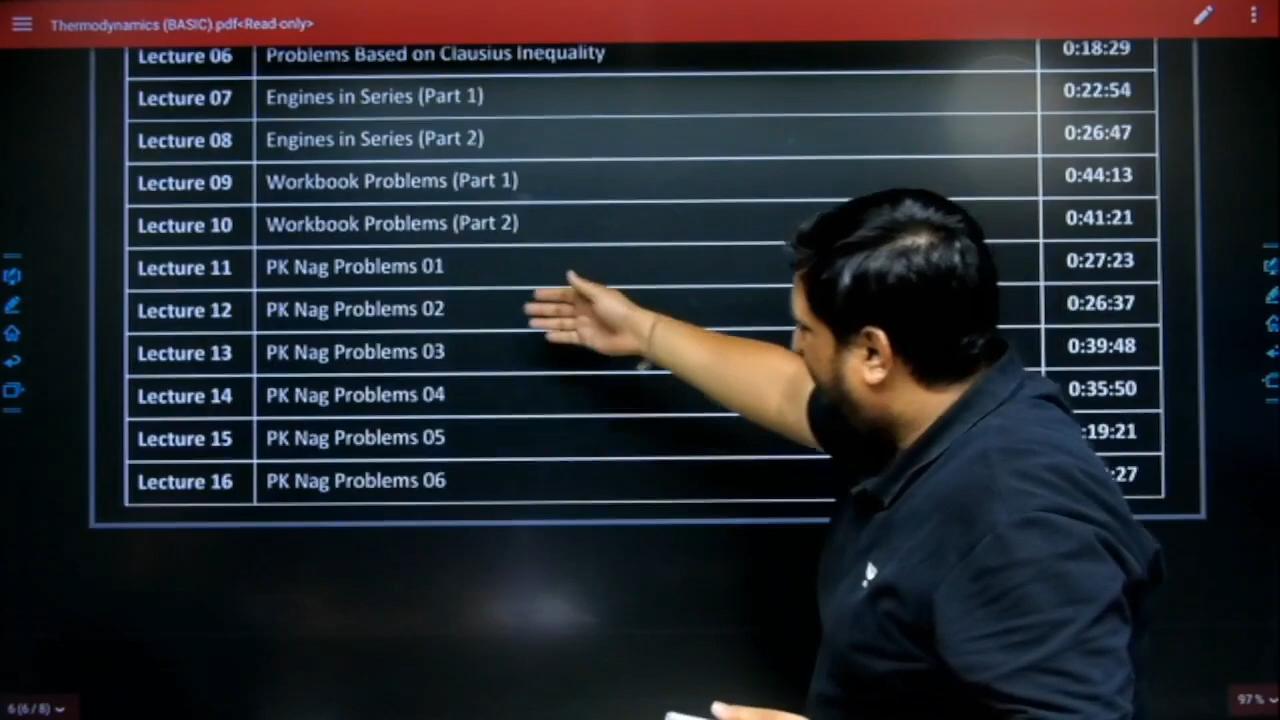 Thermodynamics (BASIC).pdf<Read-only>
Lecture 06 Problems Based on Clausius Inequality 0:18:29
Lecture 07 Engines in Series (Part 1) 0:22:54
Lecture 08 Engines in Series (Part 2) 0:26:47
Lecture 09 Workbook Problems (Part 1) 0:44:13
Lecture 10 Workbook Problems (Part 2) 0:41:21
Lecture 11 PK Nag Problems 01 0:27:23
Lecture 12 PK Nag Problems 02 0:26:37
Lecture 13 PK Nag Problems 03 0:39:48
Lecture 14 PK Nag Problems 04 0:35:50
Lecture 15 PK Nag Problems 05 :19:21
Lecture 16 PK Nag Problems 06 :27
6 (6 / 8)
97%